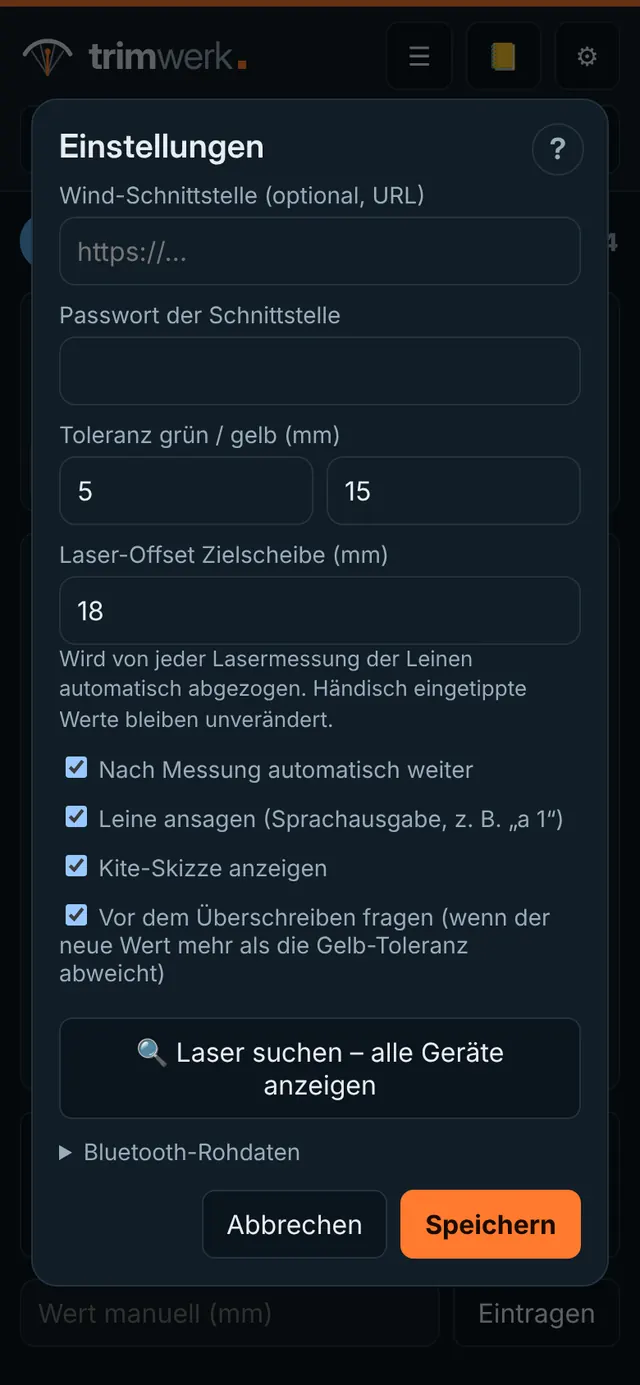 trimwerk.
☰ 📒 ⚙
Einstellungen
?
Wind-Schnittstelle (optional, URL)
https://...
4
Passwort der Schnittstelle
Toleranz grün / gelb (mm)
5 15
Laser-Offset Zielscheibe (mm)
18
Wird von jeder Lasermessung der Leinen
automatisch abgezogen. Händisch eingetippte
Werte bleiben unverändert.
Nach Messung automatisch weiter
Leine ansagen (Sprachausgabe, z. B. „a 1“)
Kite-Skizze anzeigen
Vor dem Überschreiben fragen (wenn der
neue Wert mehr als die Gelb-Toleranz
abweicht)
🔍 Laser suchen – alle Geräte
anzeigen
▶ Bluetooth-Rohdaten
Abbrechen Speichern
Wert manuell (mm) Eintragen